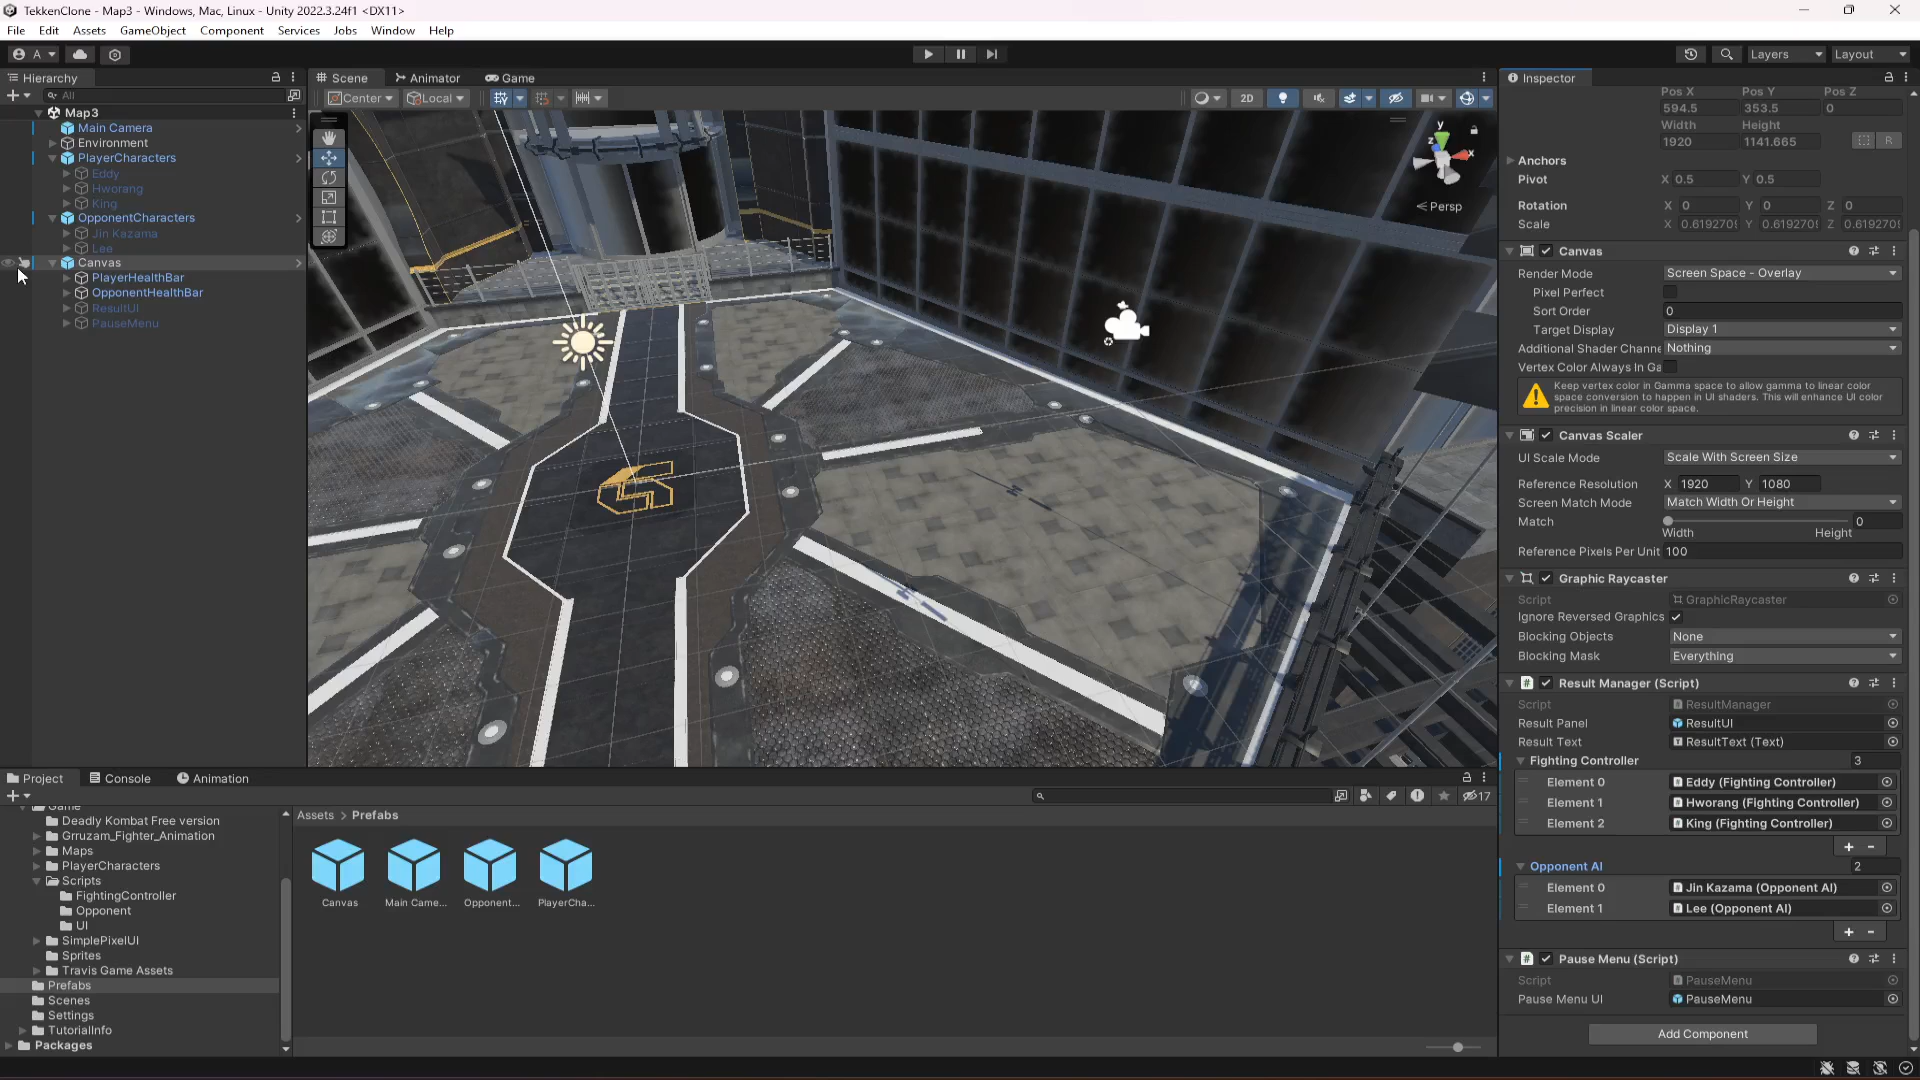 TekkenClone - Map3 - Windows, Mac, Linux - Unity 2022.3.24f1 <DX11>
File Edit Assets GameObject Component Services Jobs Window Help
A Layers Layout
Hierarchy
All
Map3
Main Camera
Environment
PlayerCharacters
Eddy
Hworang
King
OpponentCharacters
Jin Kazama
Lee
Canvas
PlayerHealthBar
OpponentHealthBar
ResultUI
PauseMenu
Scene Animator Game
Center Local 2D
y
z x
Persp
Inspector
Pos X Pos Y Pos Z
594.5 353.5 0
Width Height
1920 1141.665 R
Anchors
Pivot X 0.5 Y 0.5
Rotation X 0 Y 0 Z 0
Scale X 0.619270 Y 0.619270 Z 0.619270
Canvas
Render Mode Screen Space - Overlay
Pixel Perfect
Sort Order 0
Target Display Display 1
Additional Shader Channe Nothing
Vertex Color Always In Ga
Keep vertex color in Gamma space to allow gamma to linear color
space conversion to happen in UI shaders. This will enhance UI color
precision in linear color space.
Canvas Scaler
UI Scale Mode Scale With Screen Size
Reference Resolution X 1920 Y 1080
Screen Match Mode Match Width Or Height
Match 0
Width Height
Reference Pixels Per Unit 100
Graphic Raycaster
Script GraphicRaycaster
Ignore Reversed Graphics
Blocking Objects None
Blocking Mask Everything
Result Manager (Script)
Script ResultManager
Result Panel ResultUI
Result Text ResultText (Text)
Fighting Controller 3
Element 0 Eddy (Fighting Controller)
Element 1 Hworang (Fighting Controller)
Element 2 King (Fighting Controller)
Opponent AI 2
Element 0 Jin Kazama (Opponent AI)
Element 1 Lee (Opponent AI)
Pause Menu (Script)
Script PauseMenu
Pause Menu UI PauseMenu
Add Component
Project Console Animation
17
Game
Deadly Kombat Free version
Grruzam_Fighter_Animation
Maps
PlayerCharacters
Scripts
FightingController
Opponent
UI
SimplePixelUI
Sprites
Travis Game Assets
Prefabs
Scenes
Settings
TutorialInfo
Packages
Assets > Prefabs
Canvas Main Came... Opponent... PlayerCha...